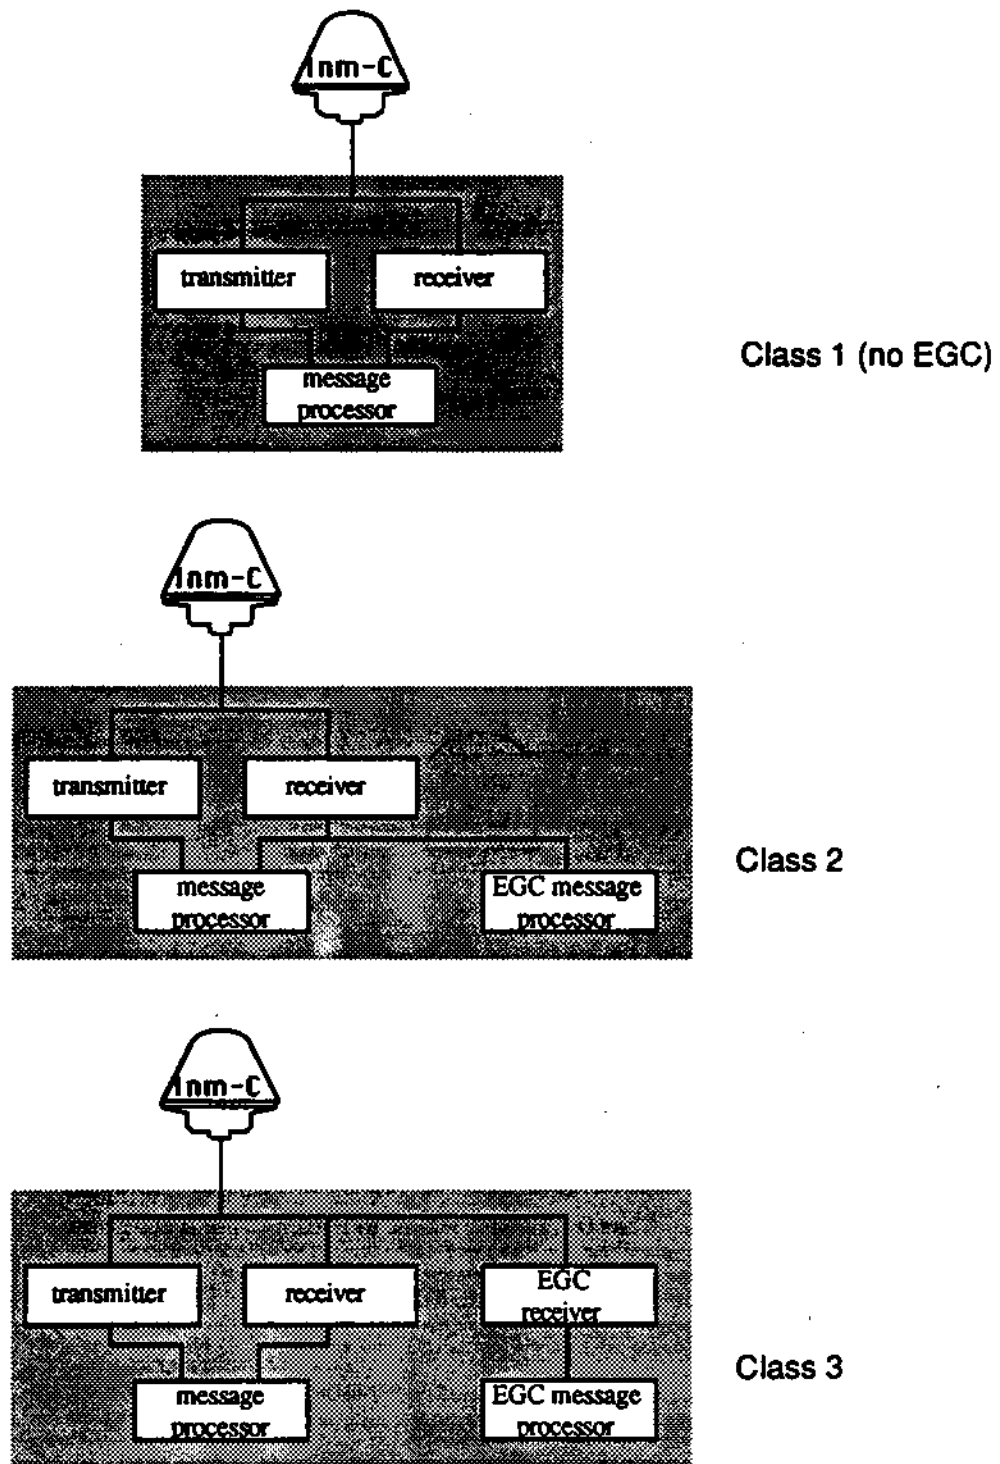 Inm-C
transmitter
receiver
message
processor
Class 1 (no EGC)
Inm-C
transmitter
receiver
message
processor
EGC message
processor
Class 2
Inm-C
transmitter
receiver
EGC
receiver
message
processor
EGC message
processor
Class 3